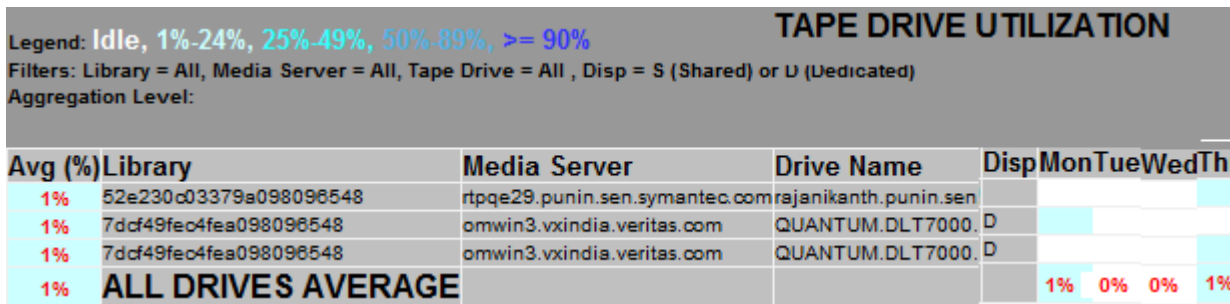 TAPE DRIVE UTILIZATION
Legend: Idle, 1%-24%, 25%-49%, 50%-89%, >= 90%
Filters: Library = All, Media Server = All, Tape Drive = All , Disp = S (Shared) or D (Dedicated)
Aggregation Level:
Avg (%) Library Media Server Drive Name Disp Mon Tue Wed Th
1% 52e230c03379a098096548 rtpqe29.punin.sen.symantec.com rajanikanth.punin.sen
1% 7dcf49fec4fea098096548 omwin3.vxindia.veritas.com QUANTUM.DLT7000. D
1% 7dcf49fec4fea098096548 omwin3.vxindia.veritas.com QUANTUM.DLT7000. D
1% ALL DRIVES AVERAGE 1% 0% 0% 1%